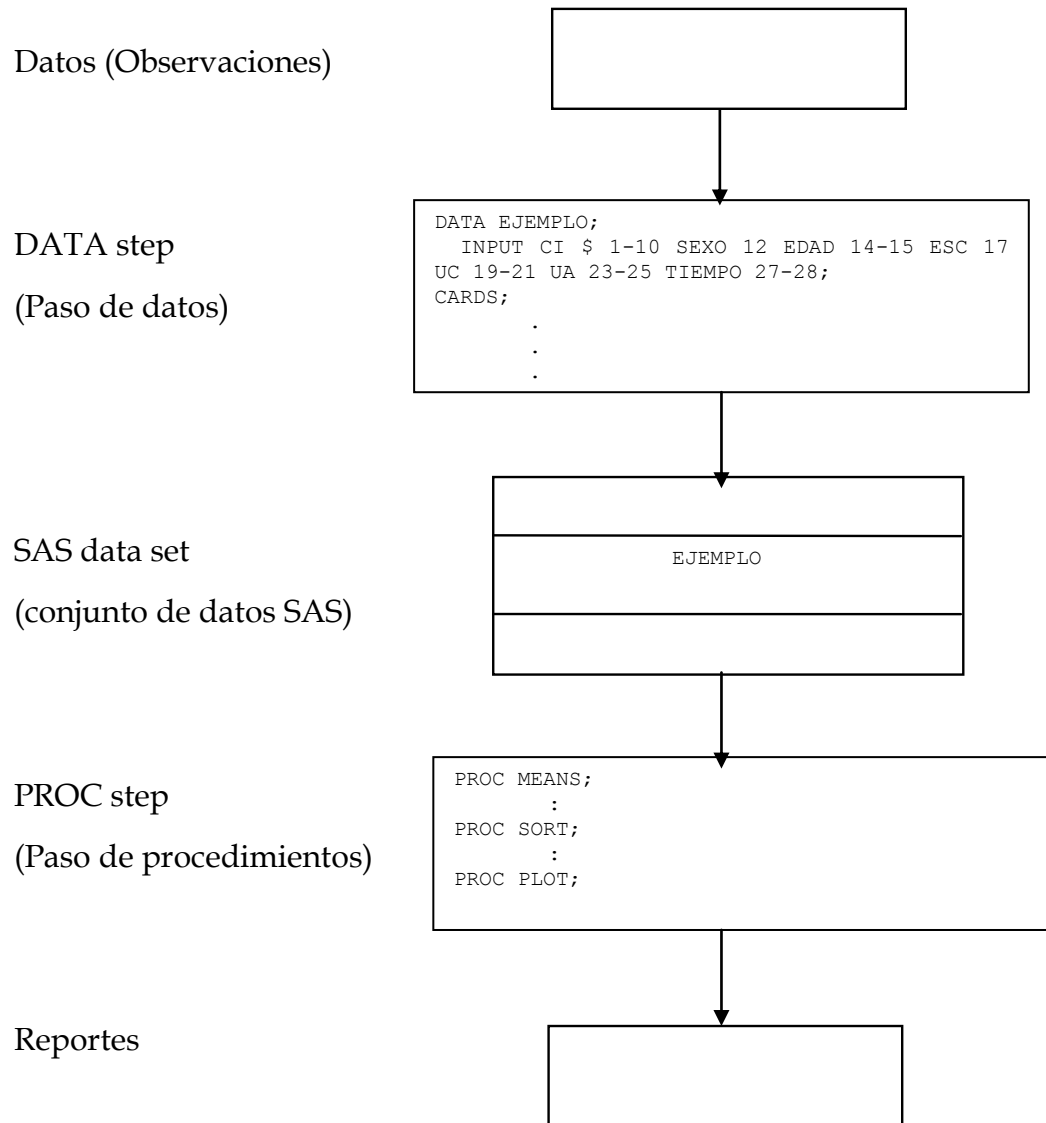 Datos (Observaciones)
DATA step
(Paso de datos)
DATA EJEMPLO;
INPUT CI $ 1-10 SEXO 12 EDAD 14-15 ESC 17
UC 19-21 UA 23-25 TIEMPO 27-28;
CARDS;
.
.
.
SAS data set
(conjunto de datos SAS)
EJEMPLO
PROC step
(Paso de procedimientos)
PROC MEANS;
:
PROC SORT;
:
PROC PLOT;
Reportes